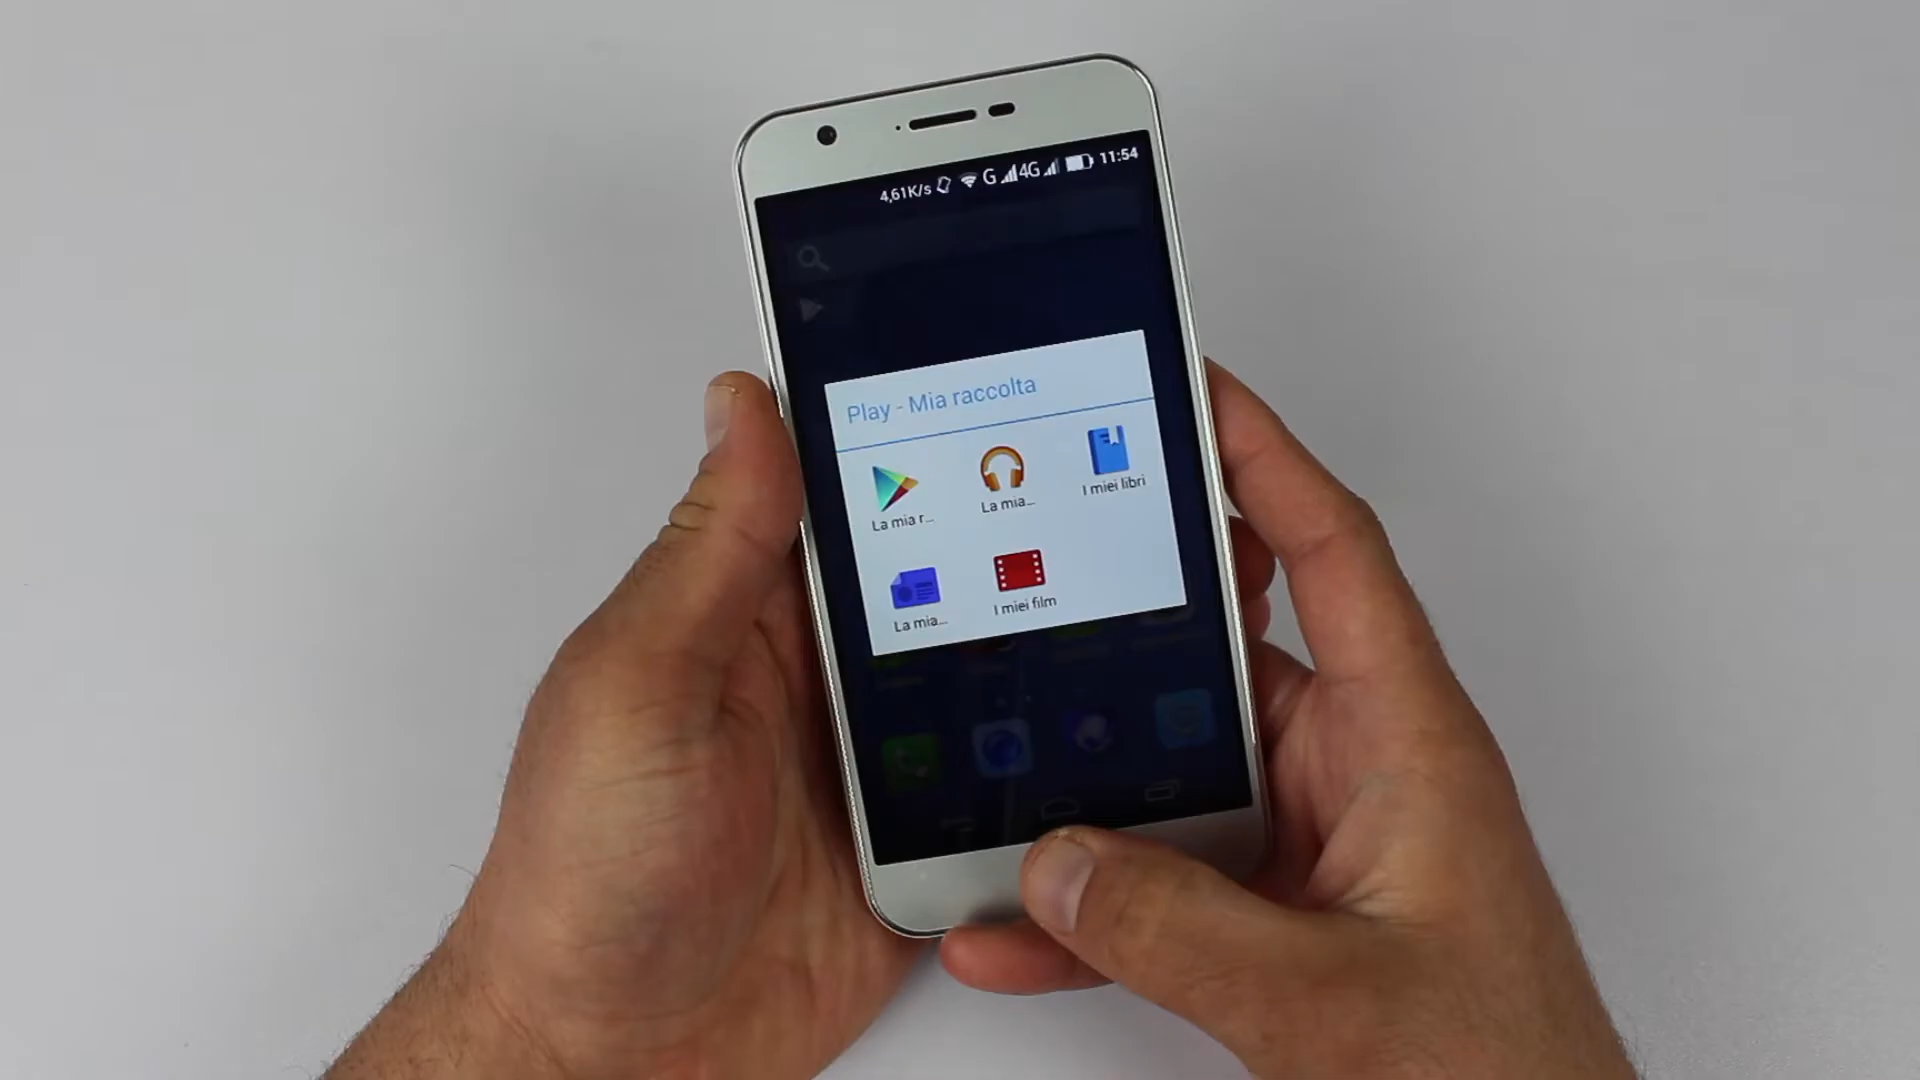 4,61K/s G 4G 11:54
Play - Mia raccolta
La mia r...
La mia...
I miei libri
La mia...
I miei film